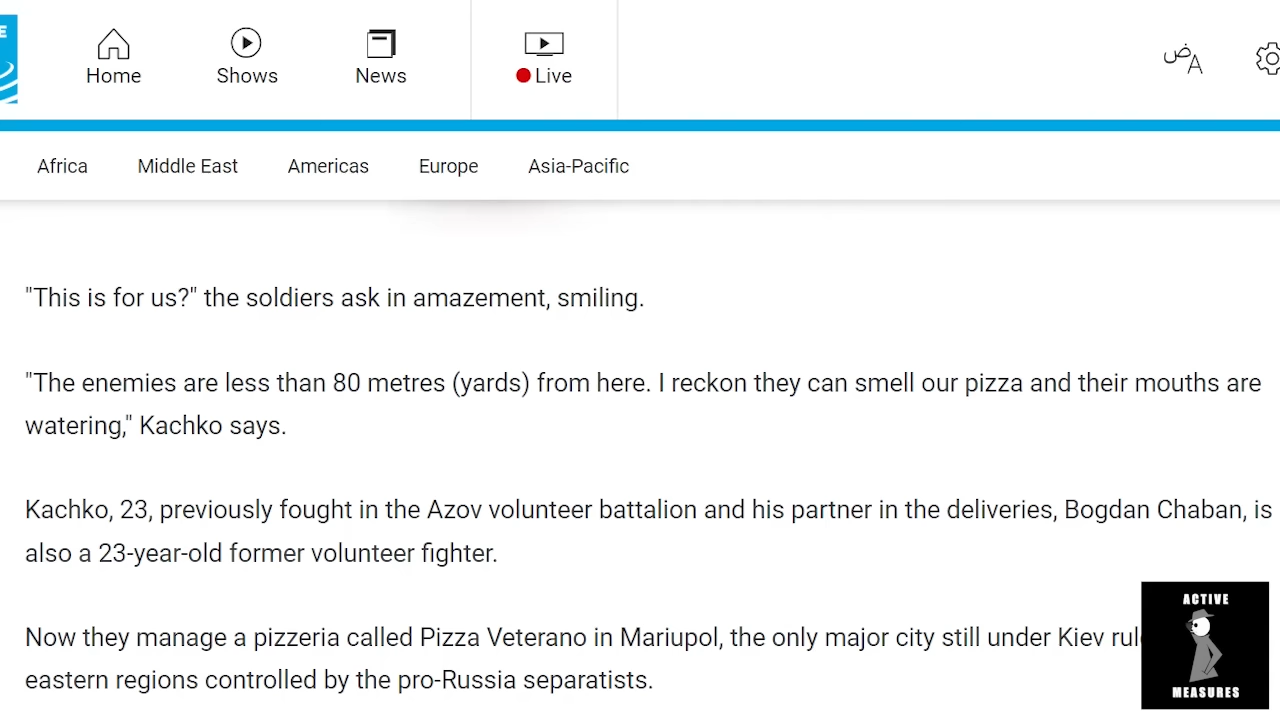 E
Home
Shows
News
Live
ض A
Africa
Middle East
Americas
Europe
Asia-Pacific
"This is for us?" the soldiers ask in amazement, smiling.
"The enemies are less than 80 metres (yards) from here. I reckon they can smell our pizza and their mouths are
watering," Kachko says.
Kachko, 23, previously fought in the Azov volunteer battalion and his partner in the deliveries, Bogdan Chaban, is
also a 23-year-old former volunteer fighter.
Now they manage a pizzeria called Pizza Veterano in Mariupol, the only major city still under Kiev
eastern regions controlled by the pro-Russia separatists.
ACTIVE
MEASURES